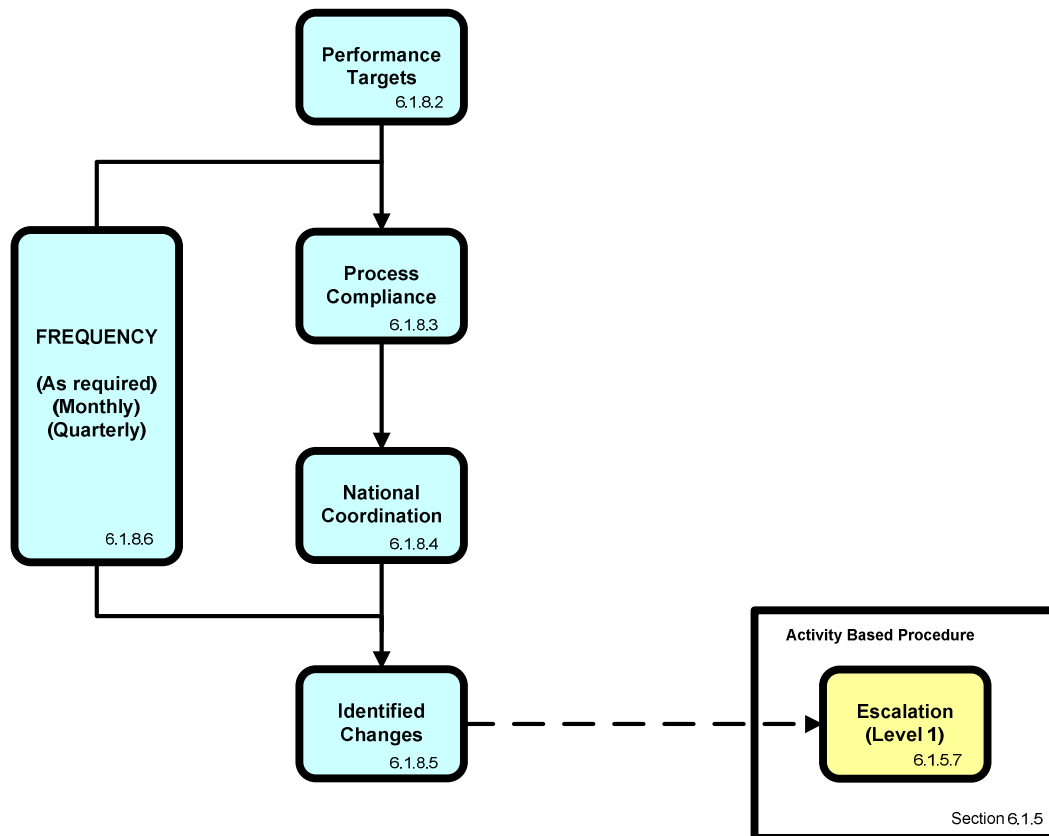 Performance
Targets
6.1.8.2
Process
Compliance
6.1.8.3
FREQUENCY
(As required)
(Monthly)
(Quarterly)
6.1.8.6
National
Coordination
6.1.8.4
Identified
Changes
6.1.8.5
Activity Based Procedure
Escalation
(Level 1)
6.1.5.7
Section 6.1.5